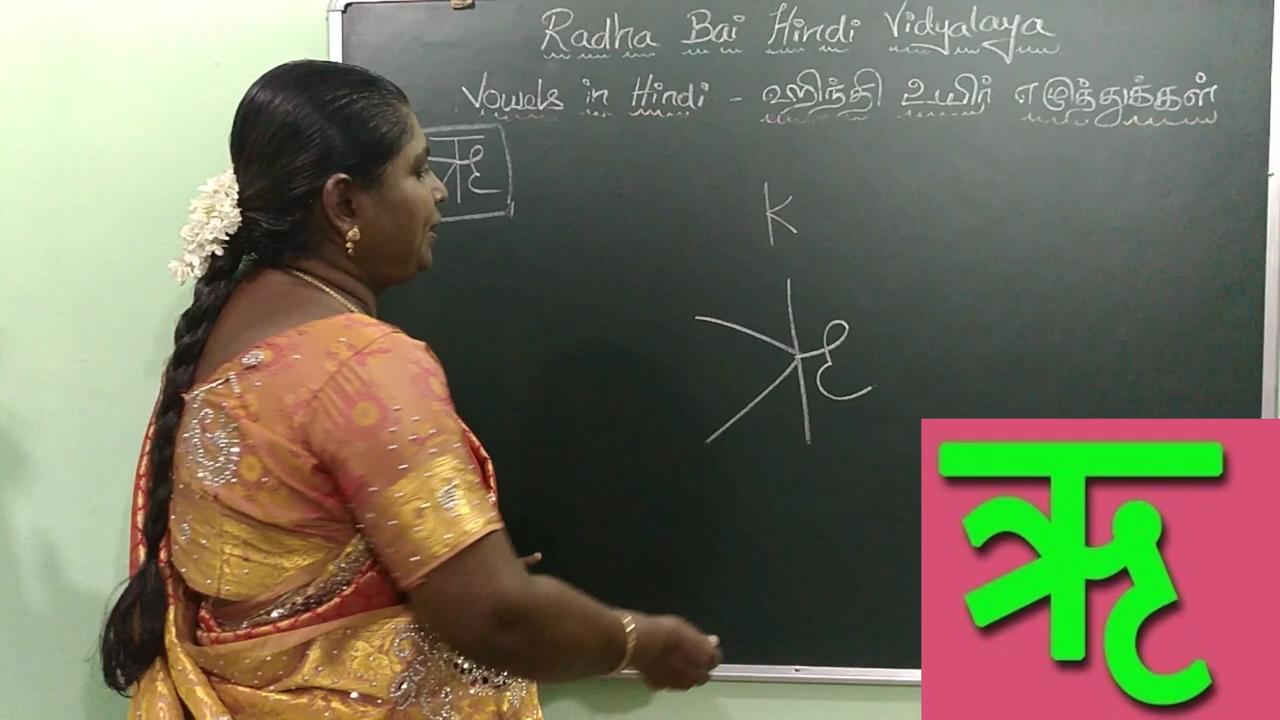 Radha Bai Hindi Vidyalaya
Vowels in Hindi - ஹிந்தி உயிர் எழுத்துக்கள்
ऋ
K
ऋ
ऋ